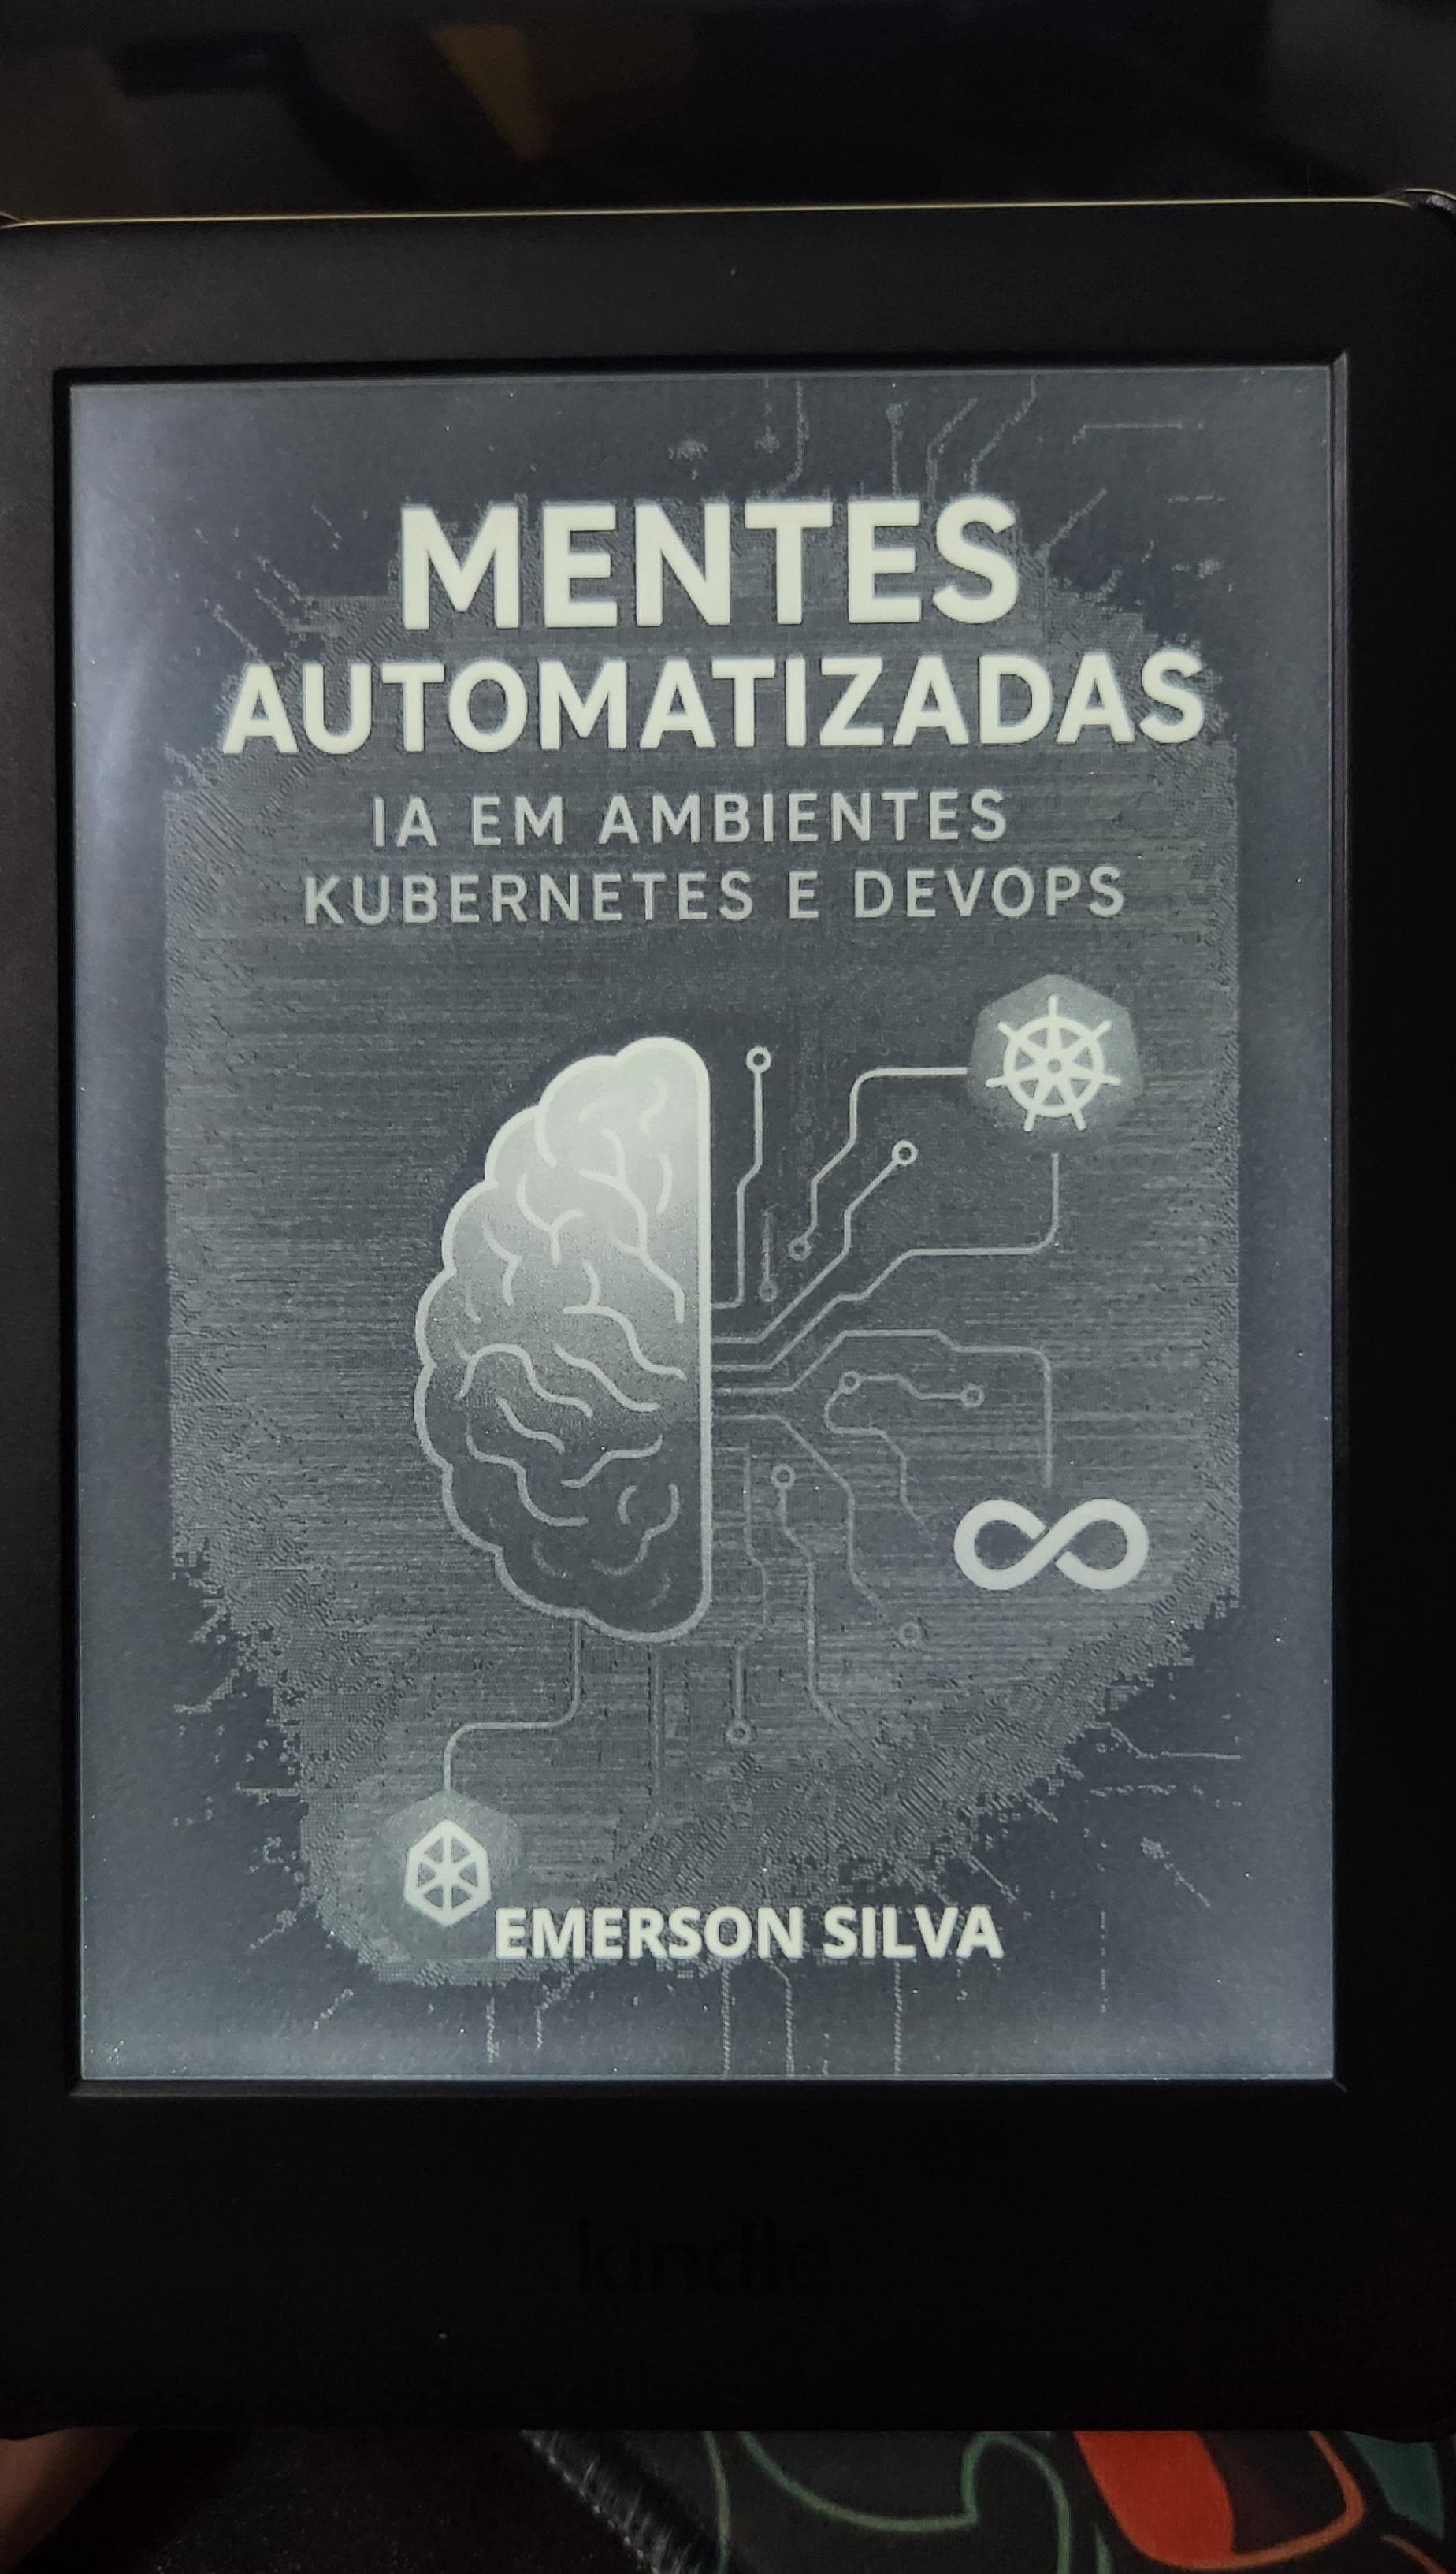 MENTES
AUTOMATIZADAS
IA EM AMBIENTES
KUBERNETES E DEVOPS
EMERSON SILVA
kindle